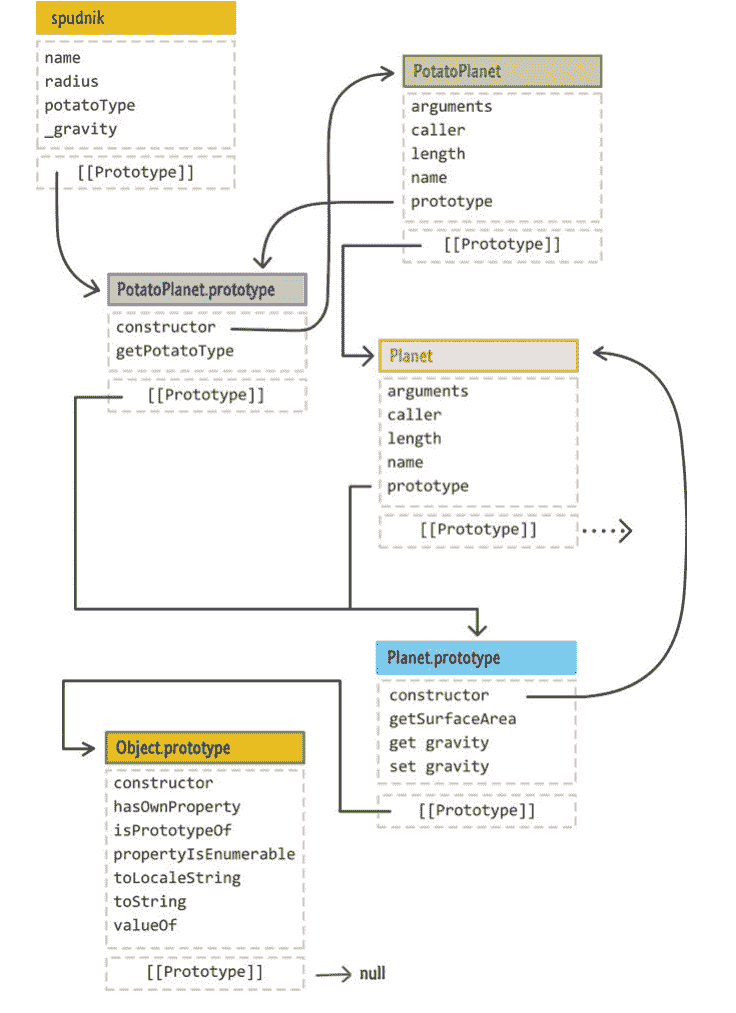 spudnik
name
radius
potatoType
_gravity
[[Prototype]]
PotatoPlanet
arguments
caller
length
name
prototype
[[Prototype]]
PotatoPlanet.prototype
constructor
getPotatoType
[[Prototype]]
Planet
arguments
caller
length
name
prototype
[[Prototype]]
Planet.prototype
constructor
getSurfaceArea
get gravity
set gravity
[[Prototype]]
Object.prototype
constructor
hasOwnProperty
isPrototypeOf
propertyIsEnumerable
toLocaleString
toString
valueOf
[[Prototype]]
null